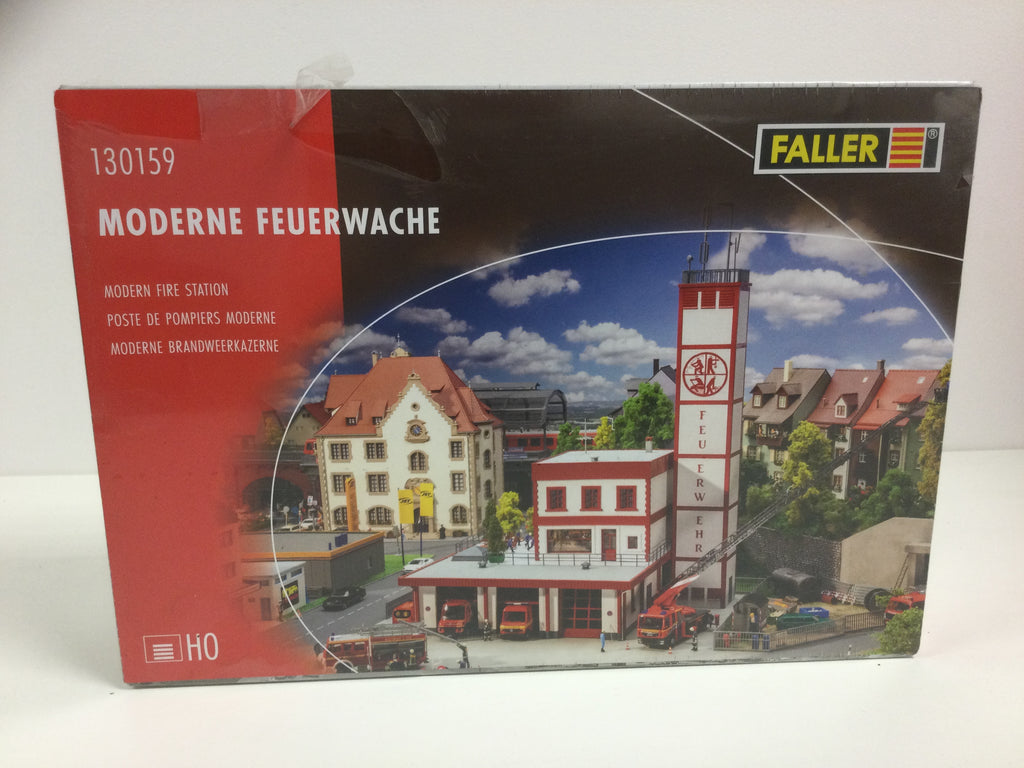 130159
FALLER ®
MODERNE FEUERWACHE
MODERN FIRE STATION
POSTE DE POMPIERS MODERNE
MODERNE BRANDWEERKAZERNE
FEUERWEHR
H0